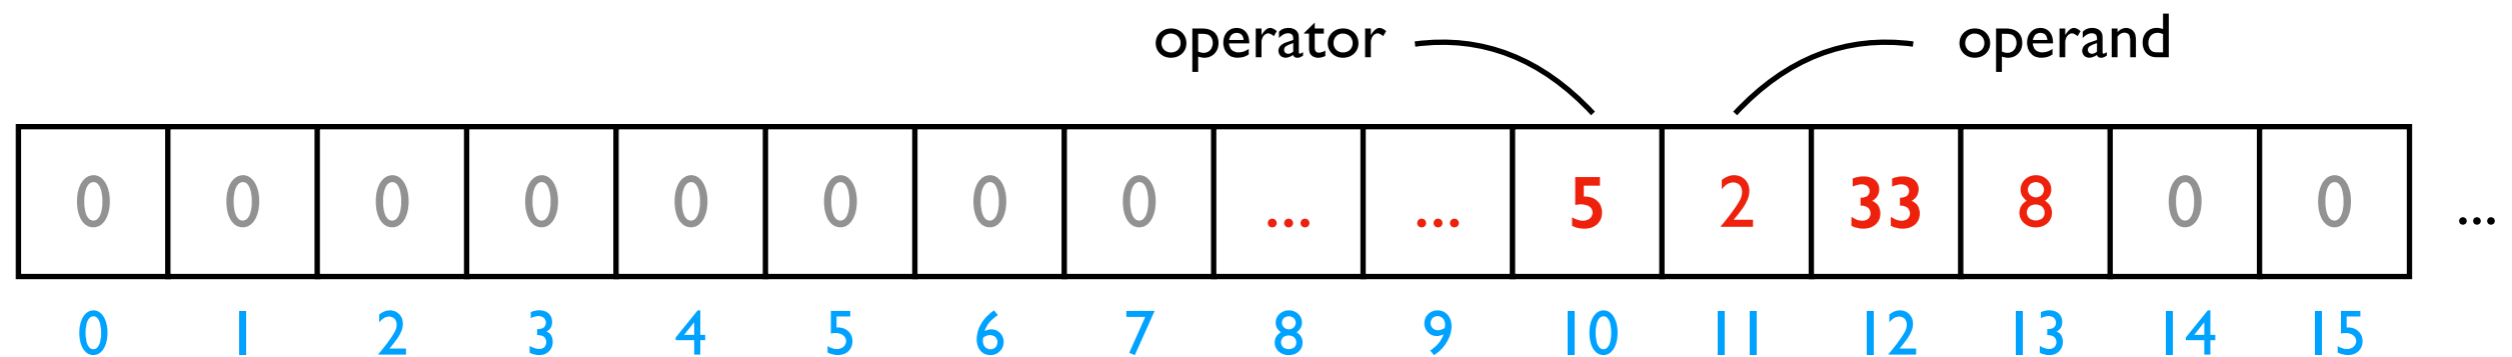 operator operand
0 0 0 0 0 0 0 0 ... ... 5 2 33 8 0 0 ...
0 1 2 3 4 5 6 7 8 9 10 11 12 13 14 15